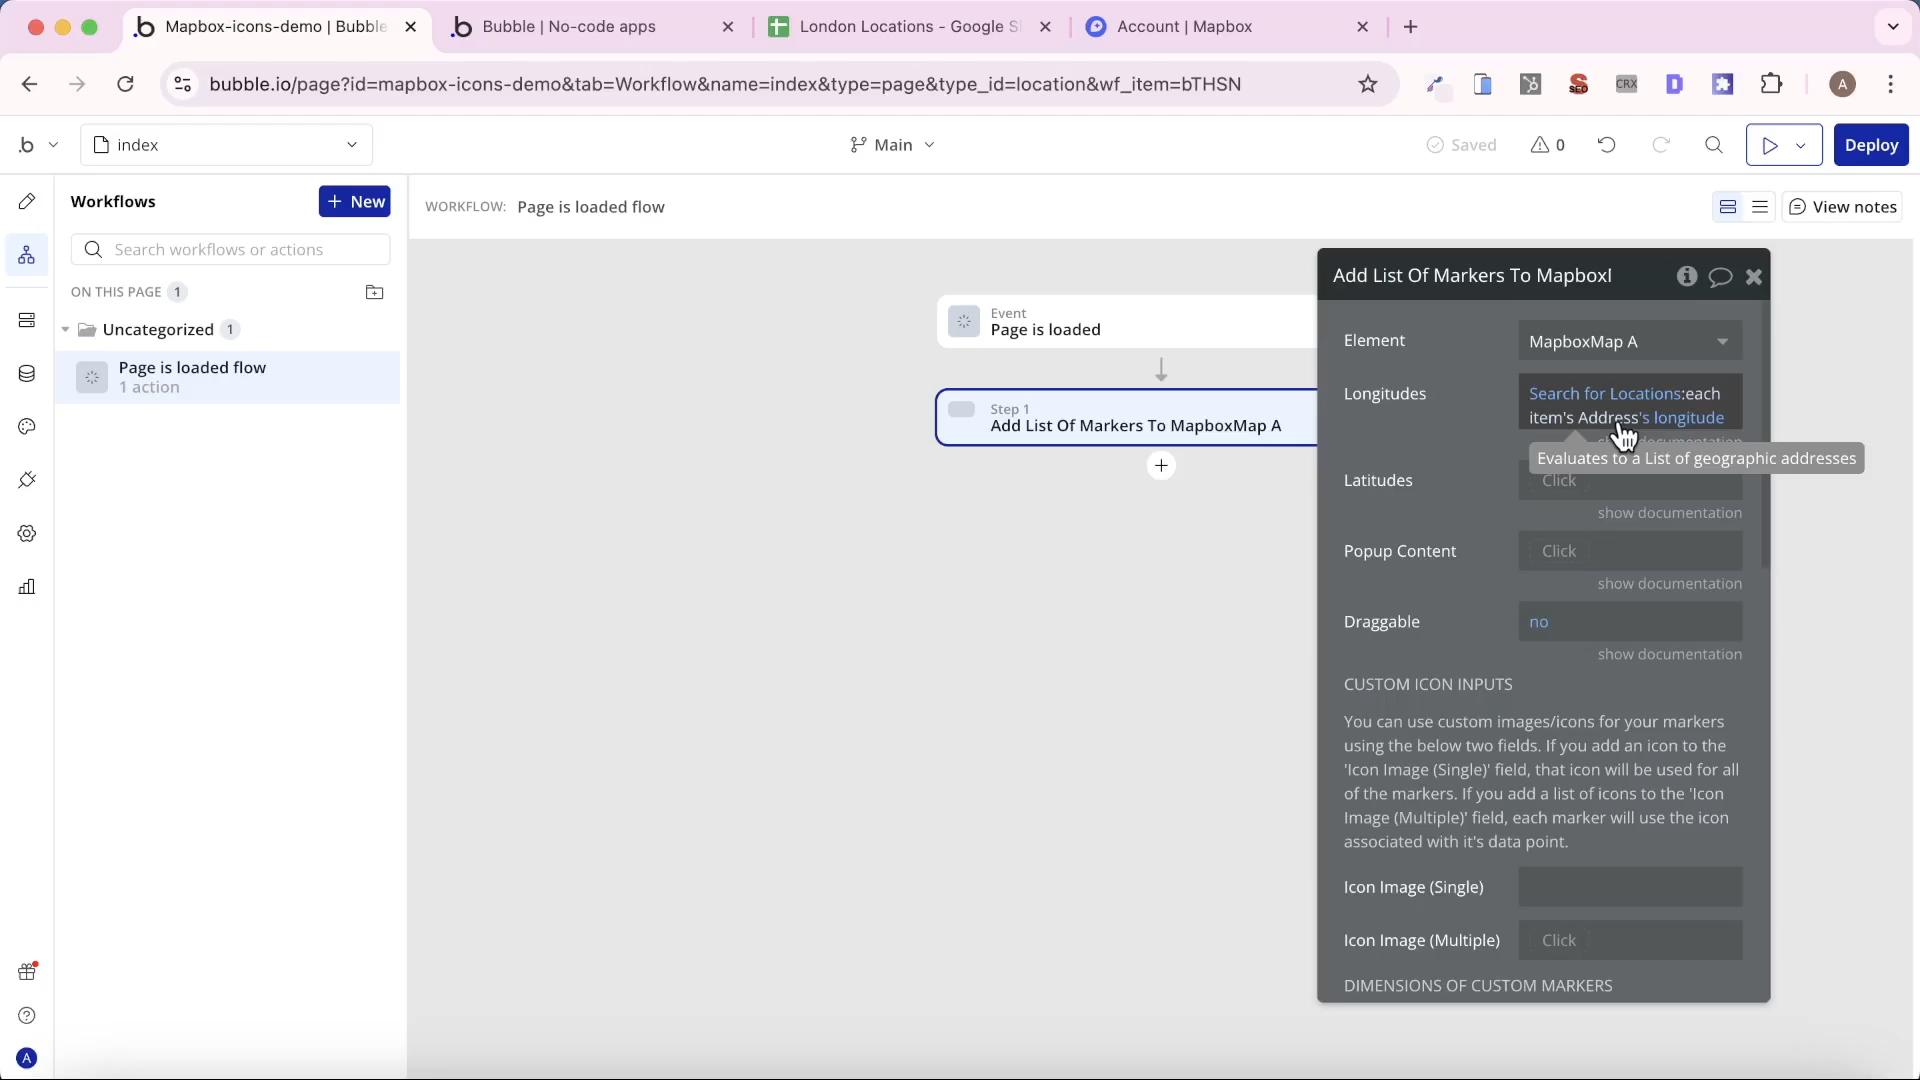 Mapbox-icons-demo | Bubble
Bubble | No-code apps
London Locations - Google S
Account | Mapbox
bubble.io/page?id=mapbox-icons-demo&tab=Workflow&name=index&type=page&type_id=location&wf_item=bTHSN
SEO
CRX
D
A
.b
index
Main
Saved
0
Deploy
Workflows
New
WORKFLOW: Page is loaded flow
View notes
Search workflows or actions
ON THIS PAGE 1
Uncategorized 1
Page is loaded flow
1 action
Event
Page is loaded
Step 1
Add List Of Markers To MapboxMap A
Add List Of Markers To MapboxI
Element
MapboxMap A
Longitudes
Search for Locations:each
item's Address's longitude
Evaluates to a List of geographic addresses
Latitudes
Click
show documentation
Popup Content
Click
show documentation
Draggable
no
show documentation
CUSTOM ICON INPUTS
You can use custom images/icons for your markers
using the below two fields. If you add an icon to the
'Icon Image (Single)' field, that icon will be used for all
of the markers. If you add a list of icons to the 'Icon
Image (Multiple)' field, each marker will use the icon
associated with it's data point.
Icon Image (Single)
Icon Image (Multiple)
Click
DIMENSIONS OF CUSTOM MARKERS
A